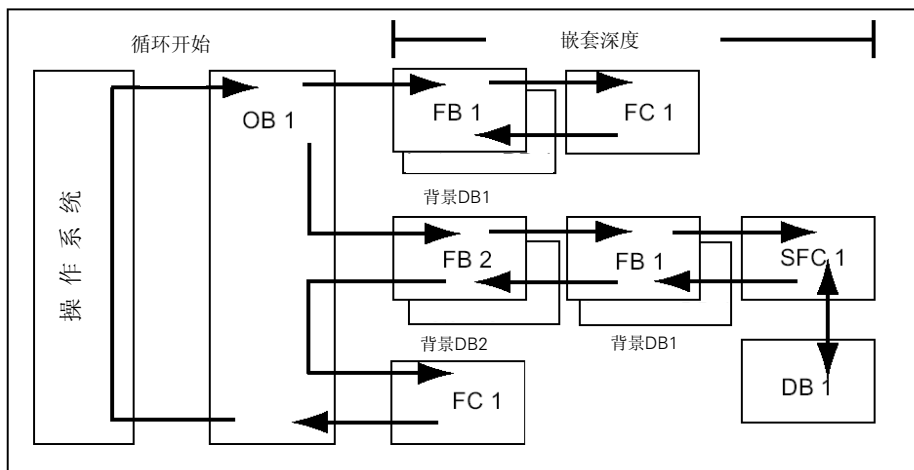 循环开始
嵌套深度
操作系统
OB 1
FB 1
FC 1
背景DB1
FB 2
FB 1
SFC 1
背景DB2
背景DB1
DB 1
FC 1